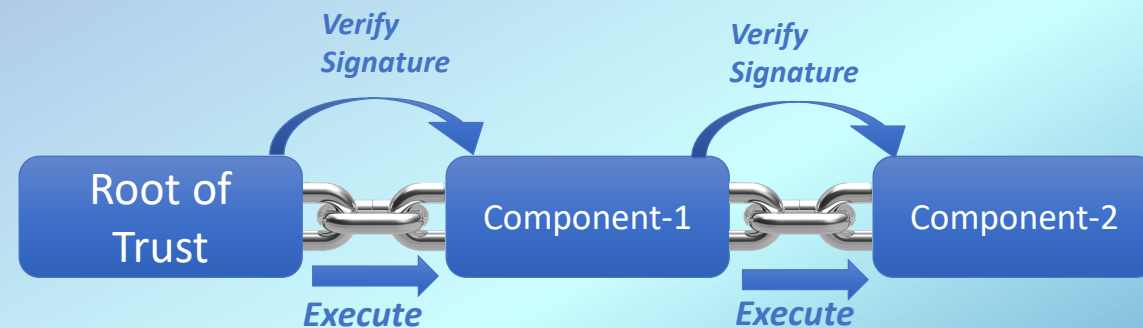 Verify
Signature
Verify
Signature
Root of
Trust
Component-1
Component-2
Execute
Execute